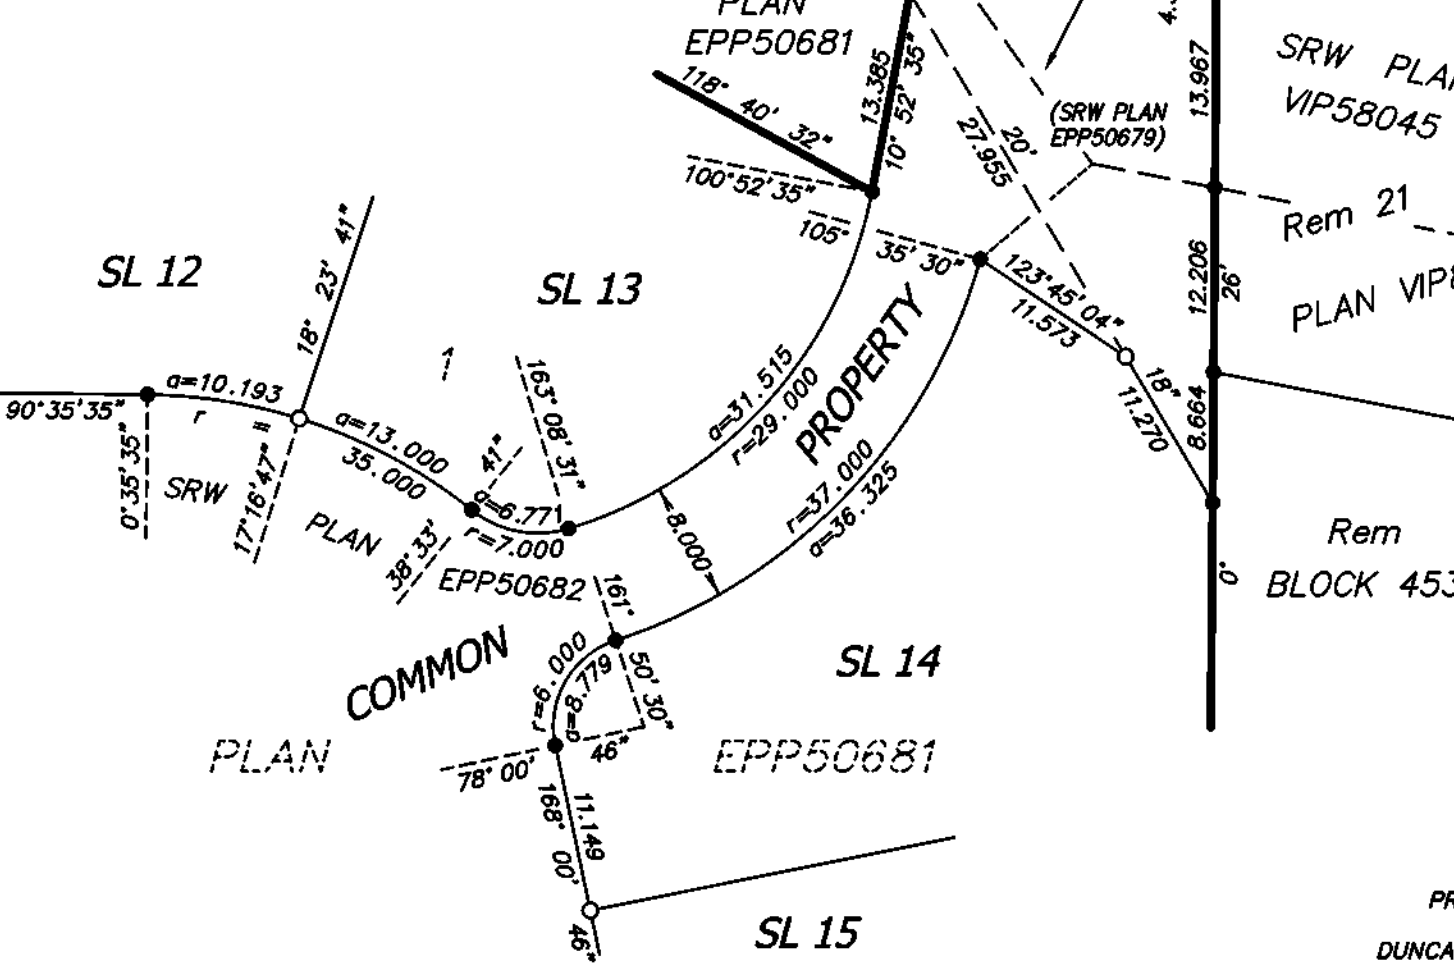 PLAN
EPP50681
118° 40' 32"
13.385
10° 52' 35"
100°52'35"
105° 35' 30"
20'
27.955
(SRW PLAN
EPP50679)
13.967
SRW PLA
VIP58045
Rem 21
PLAN VIP
12.206
26'
123°45'04"
11.573
18"
11.270
8.664
0°
Rem
BLOCK 453
SL 12
18° 23' 41"
SL 13
1
90°35'35"
a=10.193
r =
35.000
a=13.000
0°35'35"
17°16'47"
SRW
PLAN
EPP50682
38°33'
41"
163° 08' 31"
a=6.771
r=7.000
a=31.515
r=29.000
PROPERTY
r=37.000
a=36.325
8.000
COMMON
161°
50' 30"
r=6.000
a=8.779
78° 00'
46"
SL 14
PLAN
EPP50681
11.149
168° 00'
46"
SL 15
DUNCA